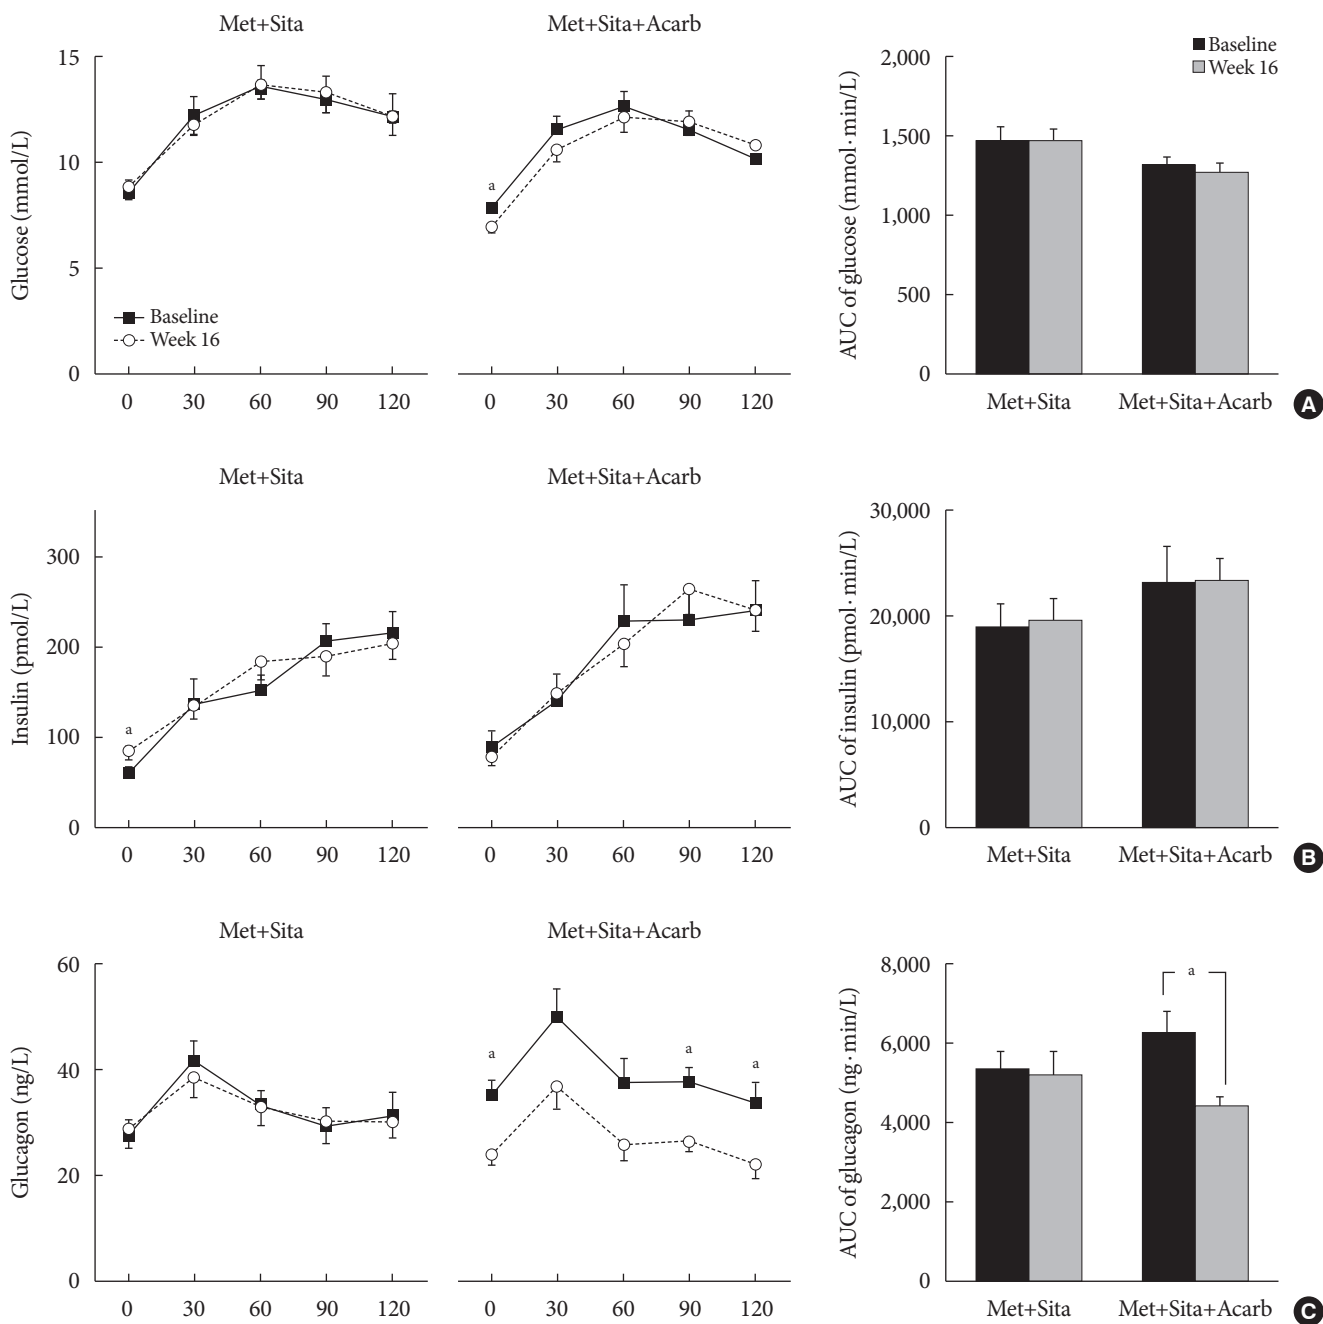 Met+Sita
Met+Sita+Acarb
Glucose (mmol/L)
15
10
5
0
a
Baseline
Week 16
0 30 60 90 120
0 30 60 90 120
AUC of glucose (mmol·min/L)
2,000
1,500
1,000
500
0
Baseline
Week 16
Met+Sita Met+Sita+Acarb
A
Met+Sita
Met+Sita+Acarb
Insulin (pmol/L)
300
200
100
0
a
0 30 60 90 120
0 30 60 90 120
AUC of insulin (pmol·min/L)
30,000
20,000
10,000
0
Met+Sita Met+Sita+Acarb
B
Met+Sita
Met+Sita+Acarb
Glucagon (ng/L)
60
40
20
0
a a a
0 30 60 90 120
0 30 60 90 120
AUC of glucagon (ng·min/L)
8,000
6,000
4,000
2,000
0
a
Met+Sita Met+Sita+Acarb
C